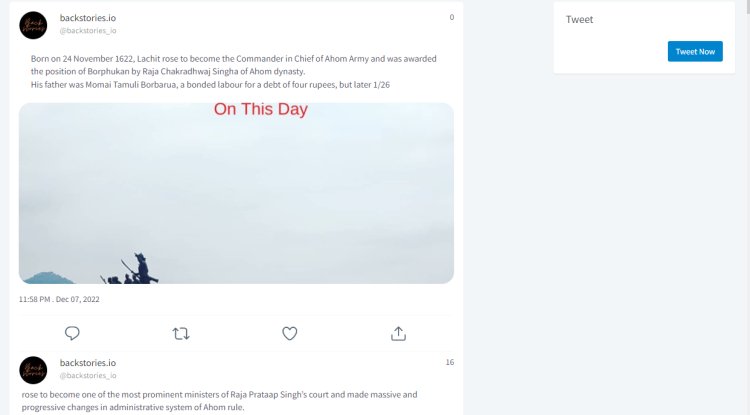 backstories.io
0
@backstories_io
Born on 24 November 1622, Lachit rose to become the Commander in Chief of Ahom Army and was awarded
the position of Borphukan by Raja Chakradhwaj Singha of Ahom dynasty.
His father was Momai Tamuli Borbarua, a bonded labour for a debt of four rupees, but later 1/26
On This Day
11:58 PM . Dec 07, 2022
backstories.io
16
@backstories_io
rose to become one of the most prominent ministers of Raja Prataap Singh's court and made massive and
progressive changes in administrative system of Ahom rule.
Tweet
Tweet Now